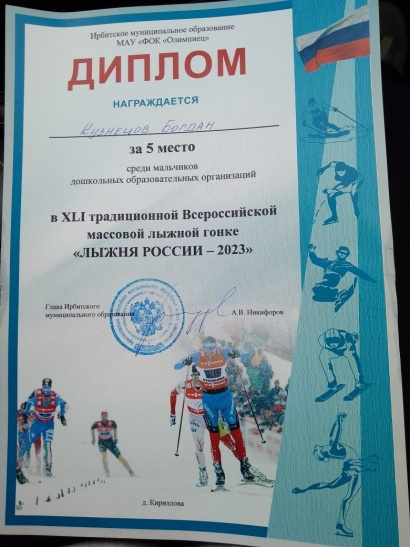 Ирбитское муниципальное образование
МАУ «ФОК «Олимпиец»
ДИПЛОМ
НАГРАЖДАЕТСЯ
Кузнецов Богдан
за 5 место
среди мальчиков
дошкольных образовательных организаций
в XLI традиционной Всероссийской
массовой лыжной гонке
«ЛЫЖНЯ РОССИИ – 2023»
Глава Ирбитского
муниципального образования
А.В. Никифоров
д. Кириллова